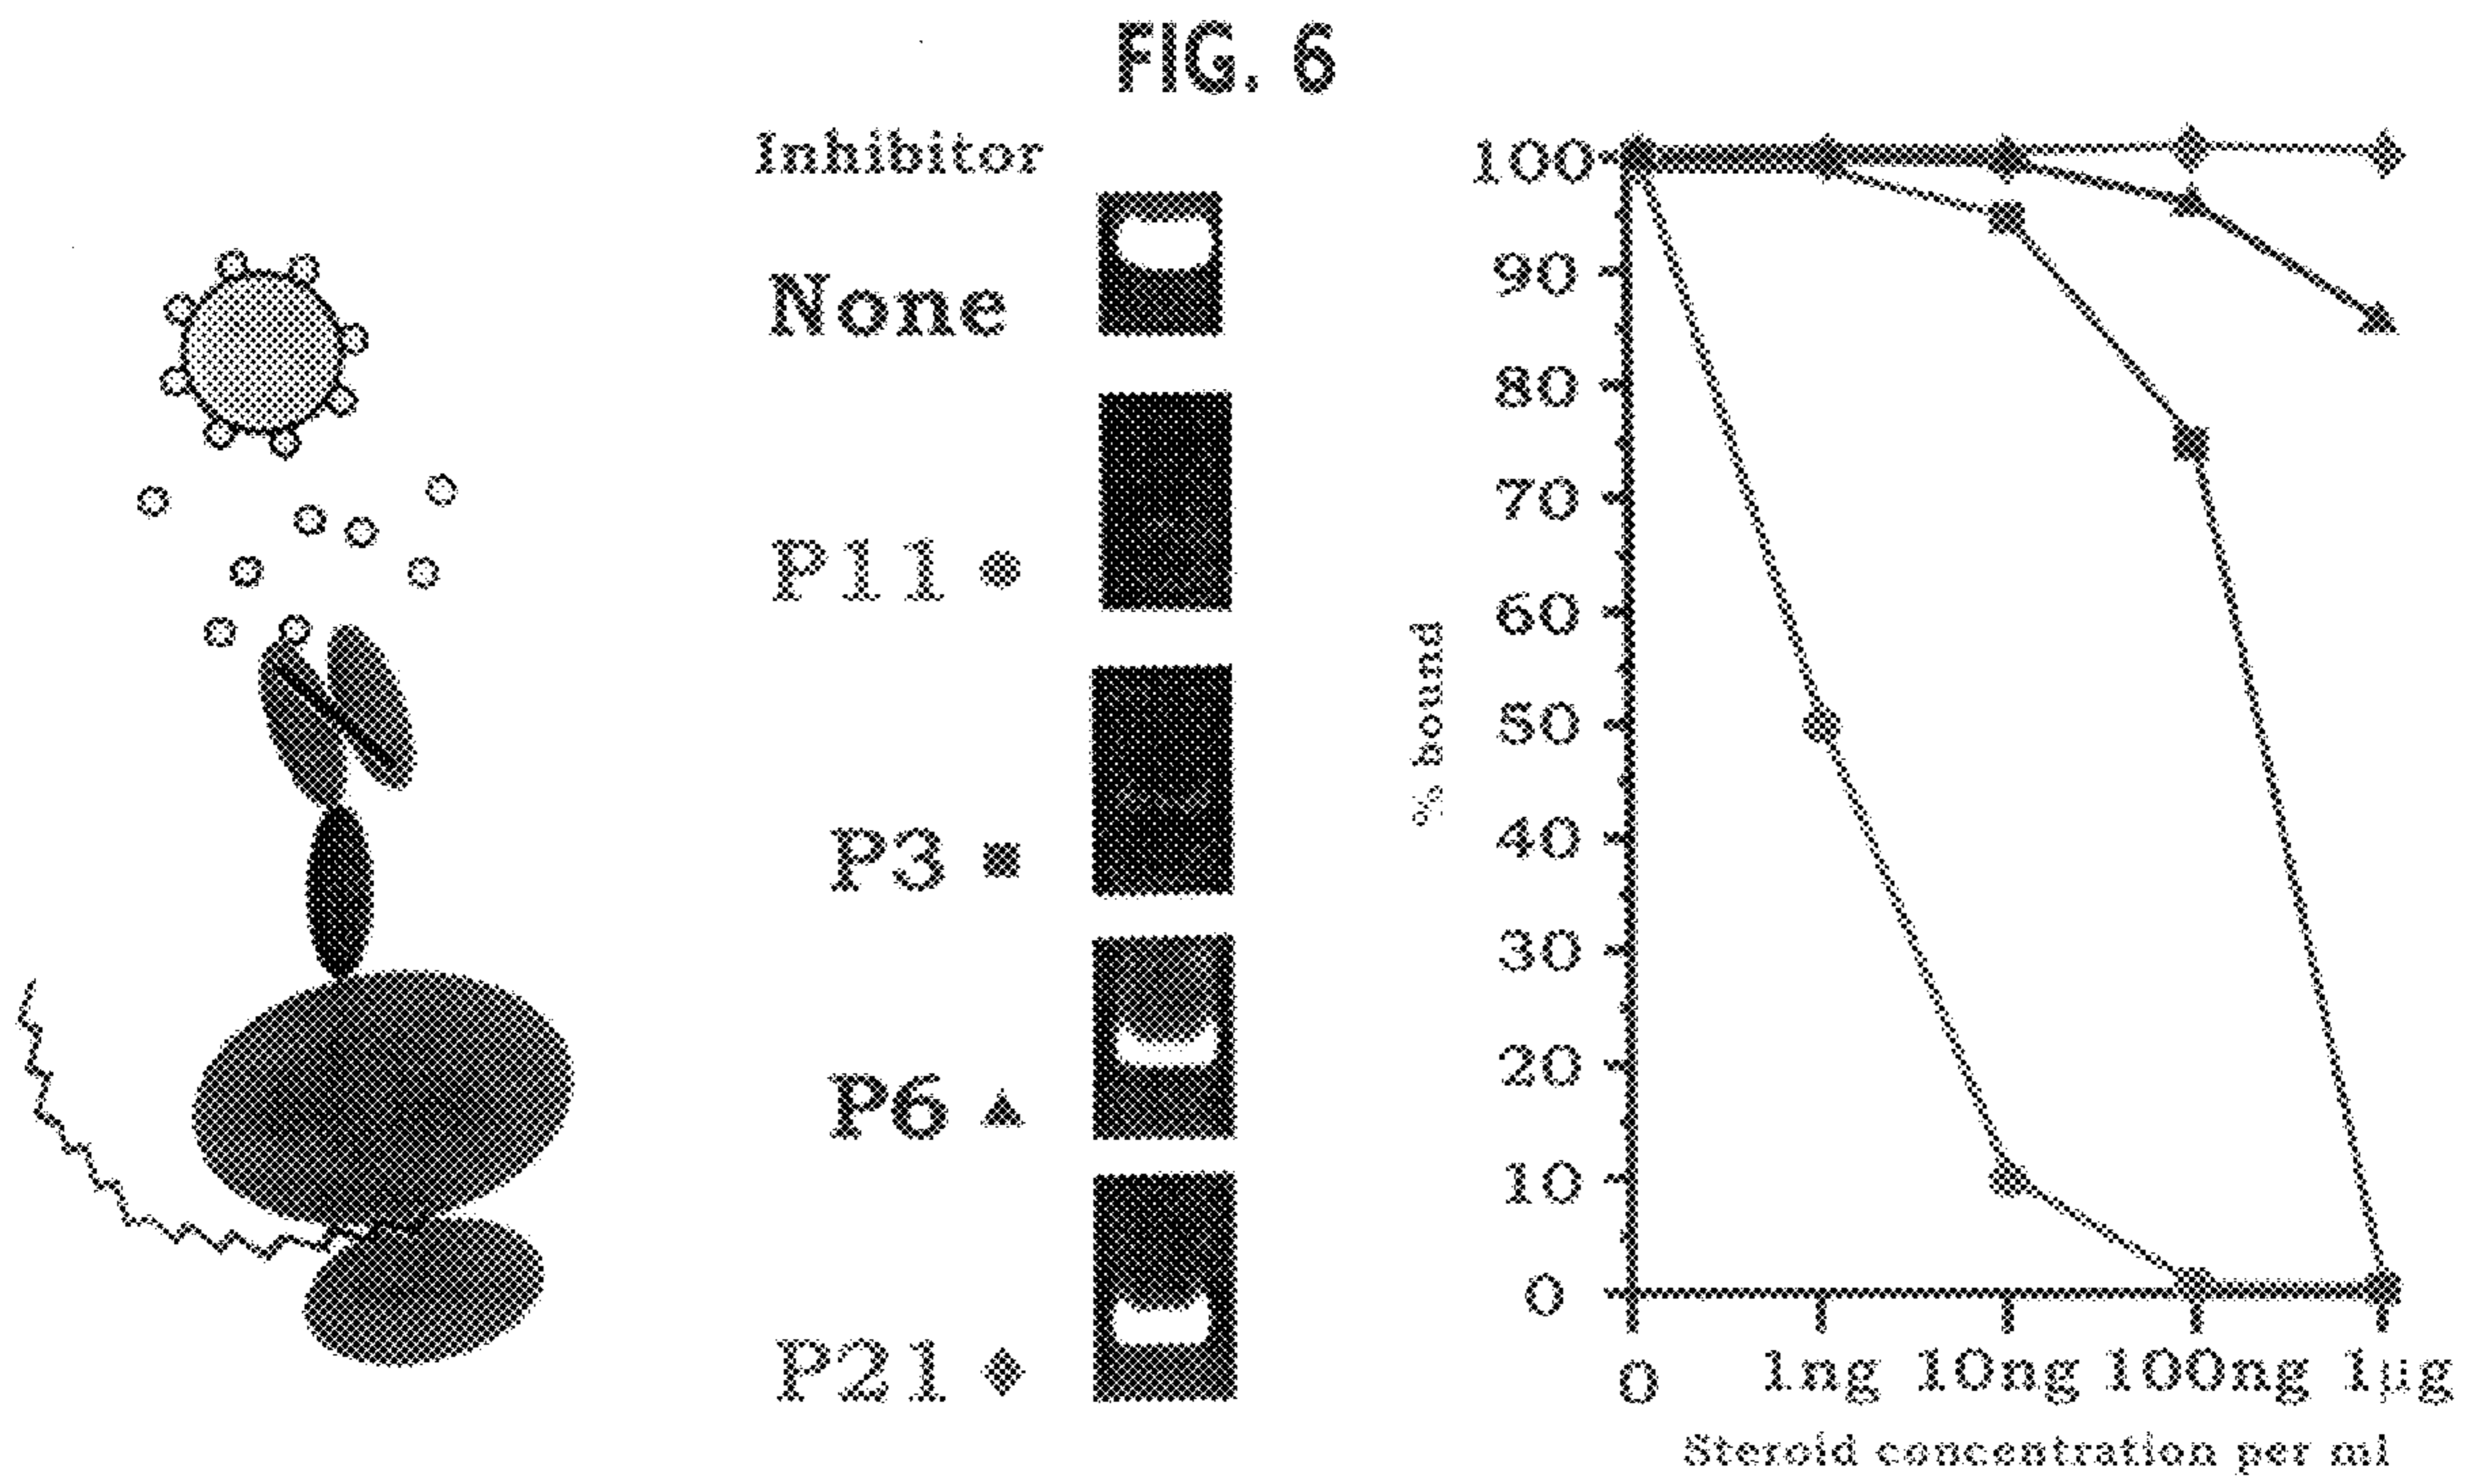 FIG. 6
Inhibitor
None
P11
P3
P6
P21
% bound
100
90
80
70
60
50
40
30
20
10
0
0 1ng 10ng 100ng 1µg
Steroid concentration per ml